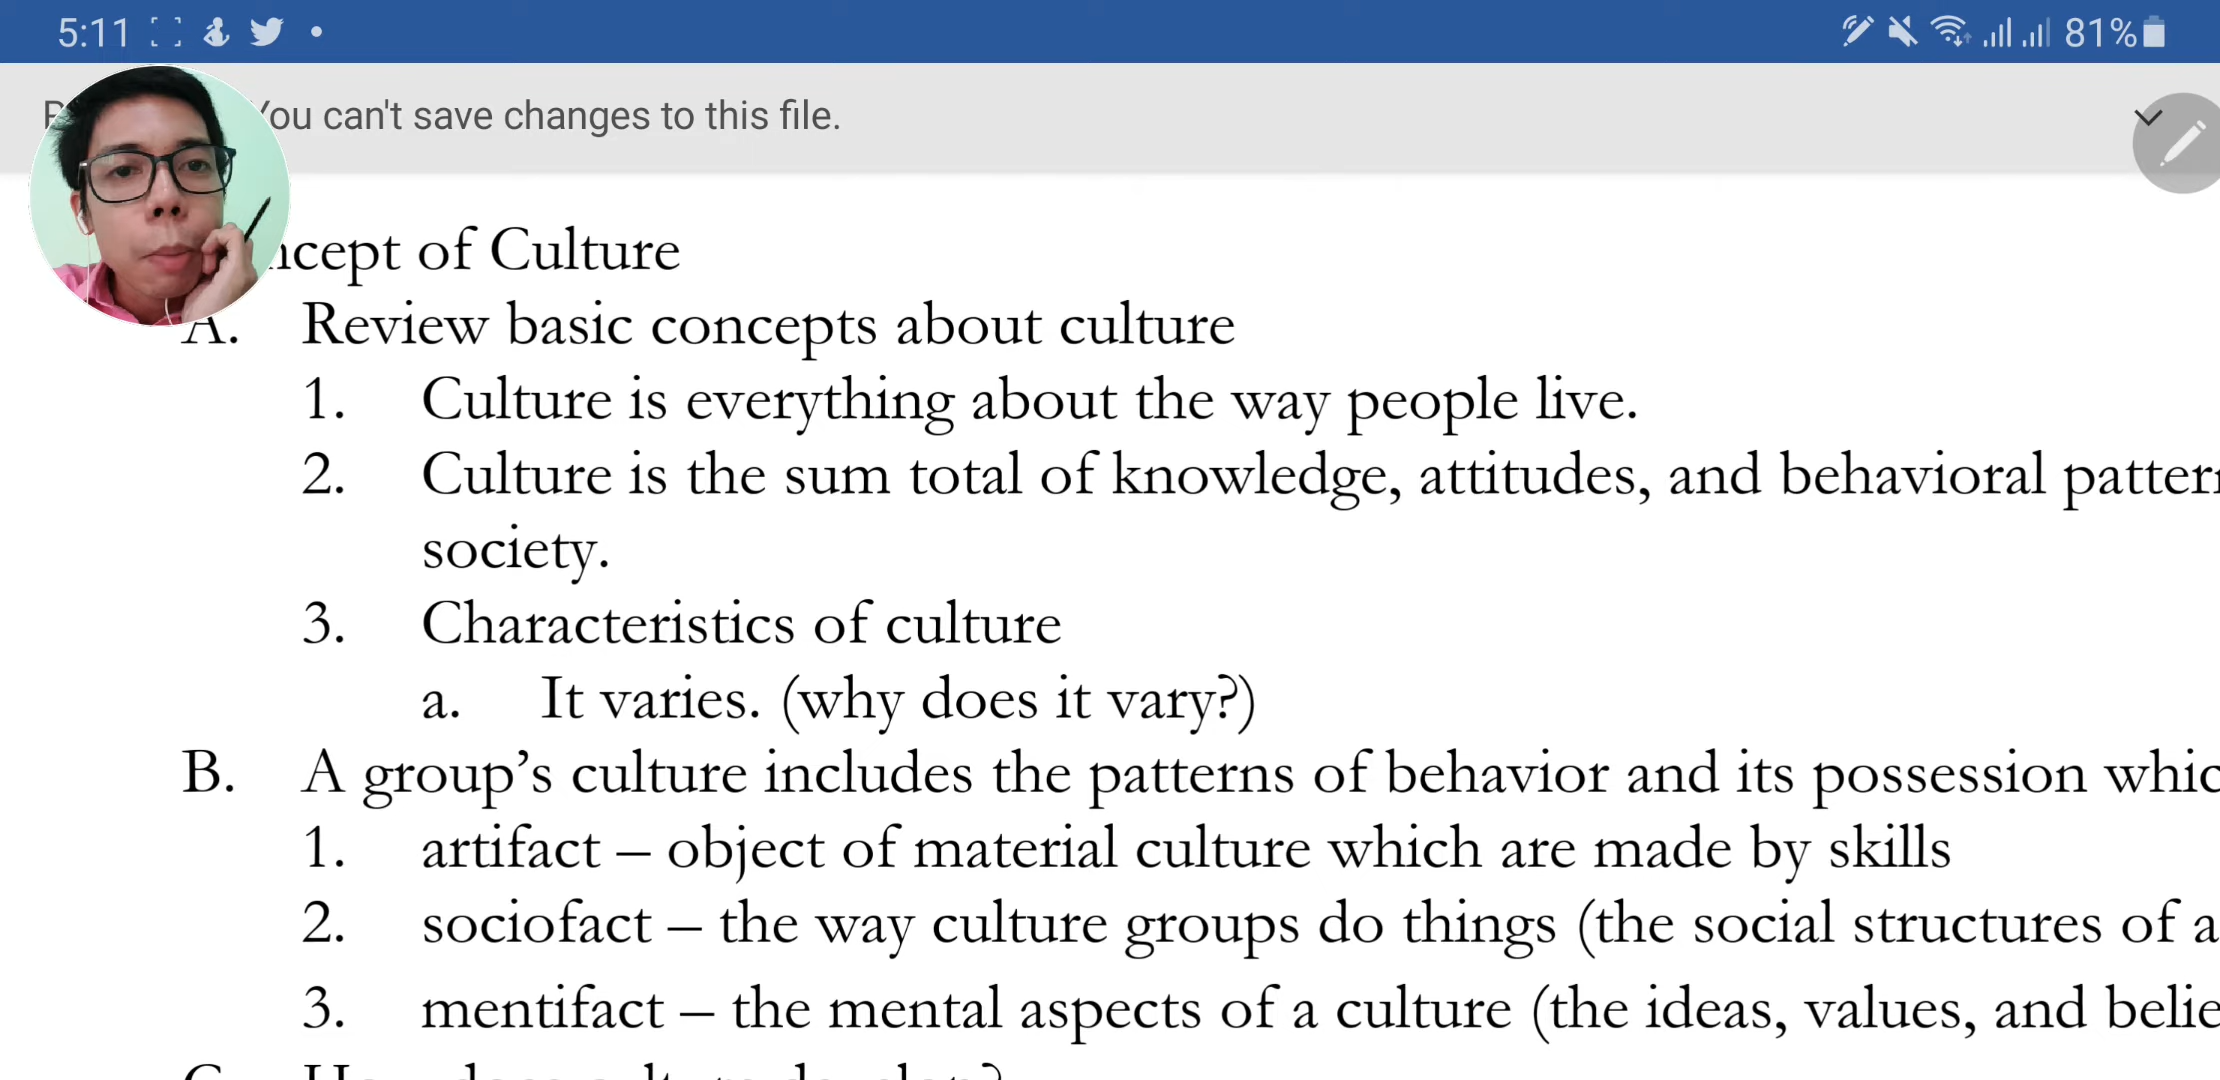 5:11 81%
You can't save changes to this file.
of Culture
A. Review basic concepts about culture
1. Culture is everything about the way people live.
2. Culture is the sum total of knowledge, attitudes, and behavioral
society.
3. Characteristics of culture
a. It varies. (why does it vary?)
B. A group’s culture includes the patterns of behavior and its possession
1. artifact – object of material culture which are made by skills
2. sociofact – the way culture groups do things (the social structures of a
3. mentifact – the mental aspects of a culture (the ideas, values, and